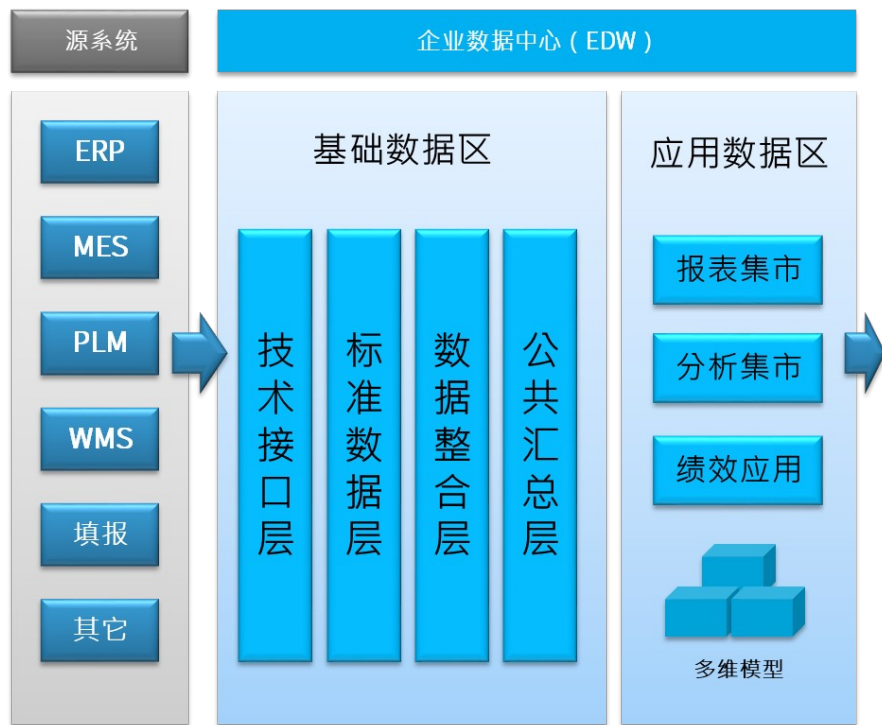 源系统
企业数据中心（EDW）
ERP
MES
PLM
WMS
填报
其它
基础数据区
技术接口层
标准数据层
数据整合层
公共汇总层
应用数据区
报表集市
分析集市
绩效应用
多维模型